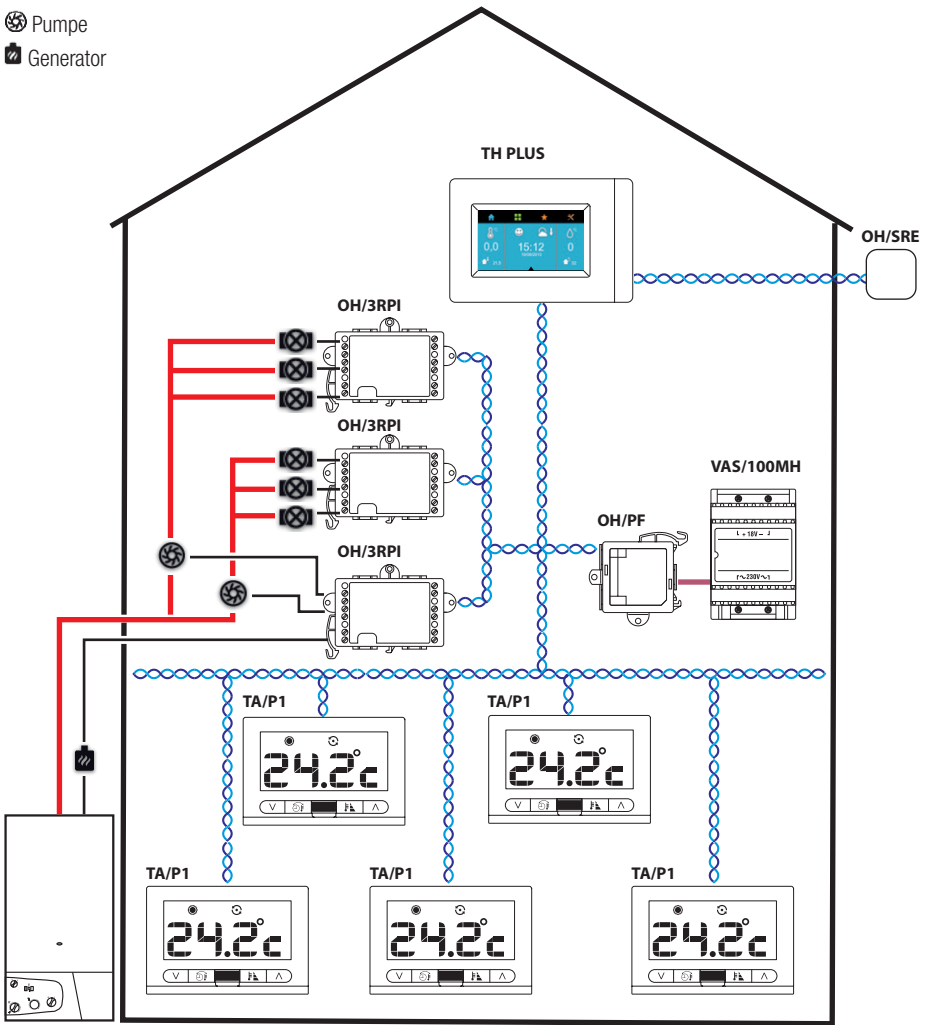 Pumpe
Generator
TH PLUS
0,0
15:12
0
OH/SRE
OH/3RPI
OH/3RPI
VAS/100MH
OH/PF
+ 18V –
~230V~
OH/3RPI
TA/P1
24.2°c
TA/P1
24.2°c
TA/P1
24.2°c
TA/P1
24.2°c
TA/P1
24.2°c